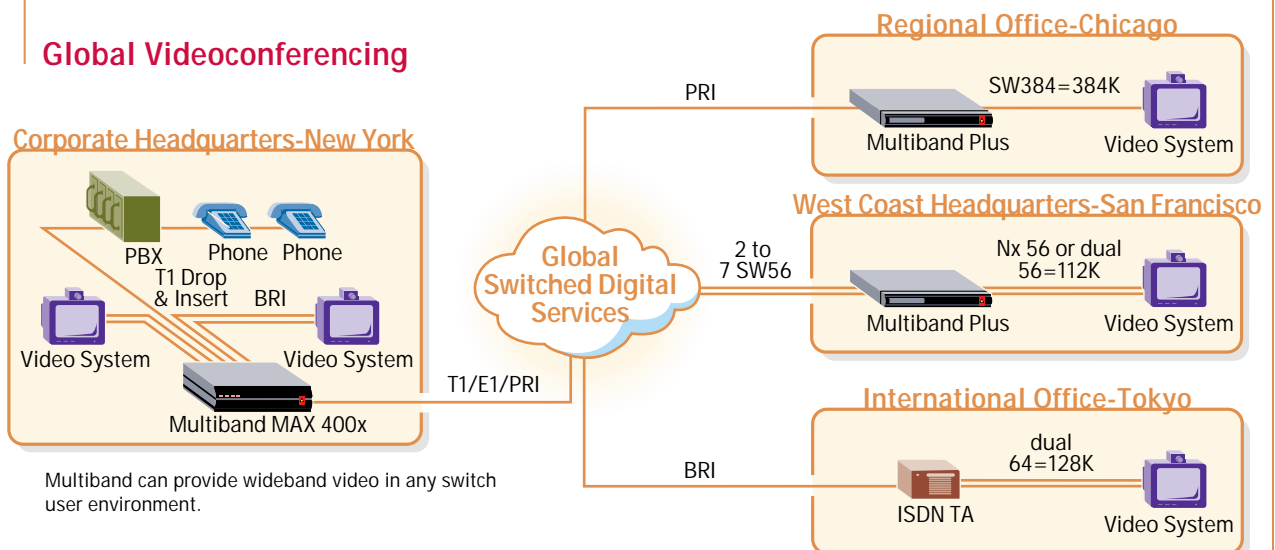 Global Videoconferencing
Corporate Headquarters-New York
PBX
Phone
Phone
T1 Drop
& Insert
BRI
Video System
Video System
Multiband MAX 400x
T1/E1/PRI
Multiband can provide wideband video in any switch
user environment.
Global
Switched Digital
Services
PRI
Regional Office-Chicago
SW384=384K
Multiband Plus
Video System
2 to
7 SW56
West Coast Headquarters-San Francisco
Nx 56 or dual
56=112K
Multiband Plus
Video System
BRI
International Office-Tokyo
dual
64=128K
ISDN TA
Video System